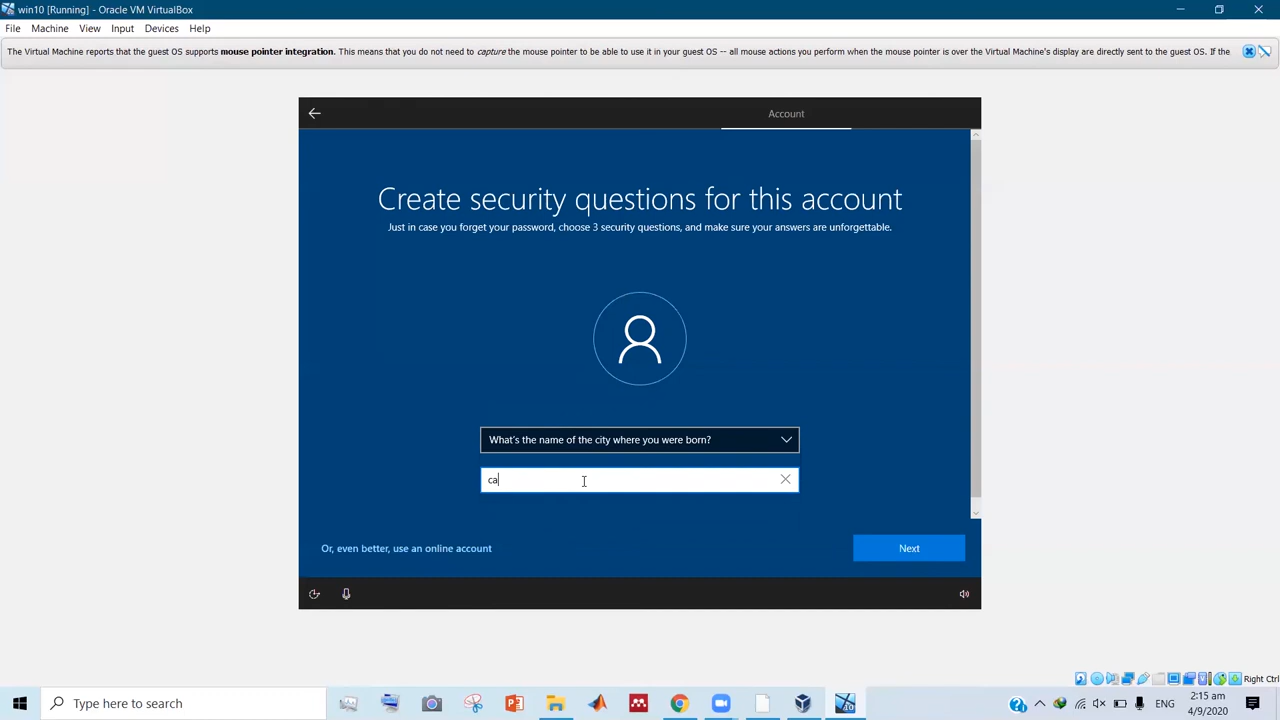 win10 [Running] - Oracle VM VirtualBox
File Machine View Input Devices Help
The Virtual Machine reports that the guest OS supports mouse pointer integration. This means that you do not need to capture the mouse pointer to be able to use it in your guest OS -- all mouse actions you perform when the mouse pointer is over the Virtual Machine's display are directly sent to the guest OS. If the
Account
Create security questions for this account
Just in case you forget your password, choose 3 security questions, and make sure your answers are unforgettable.
What's the name of the city where you were born?
ca
Or, even better, use an online account
Next
Right Ctrl
Type here to search
ENG
2:15 am
4/9/2020